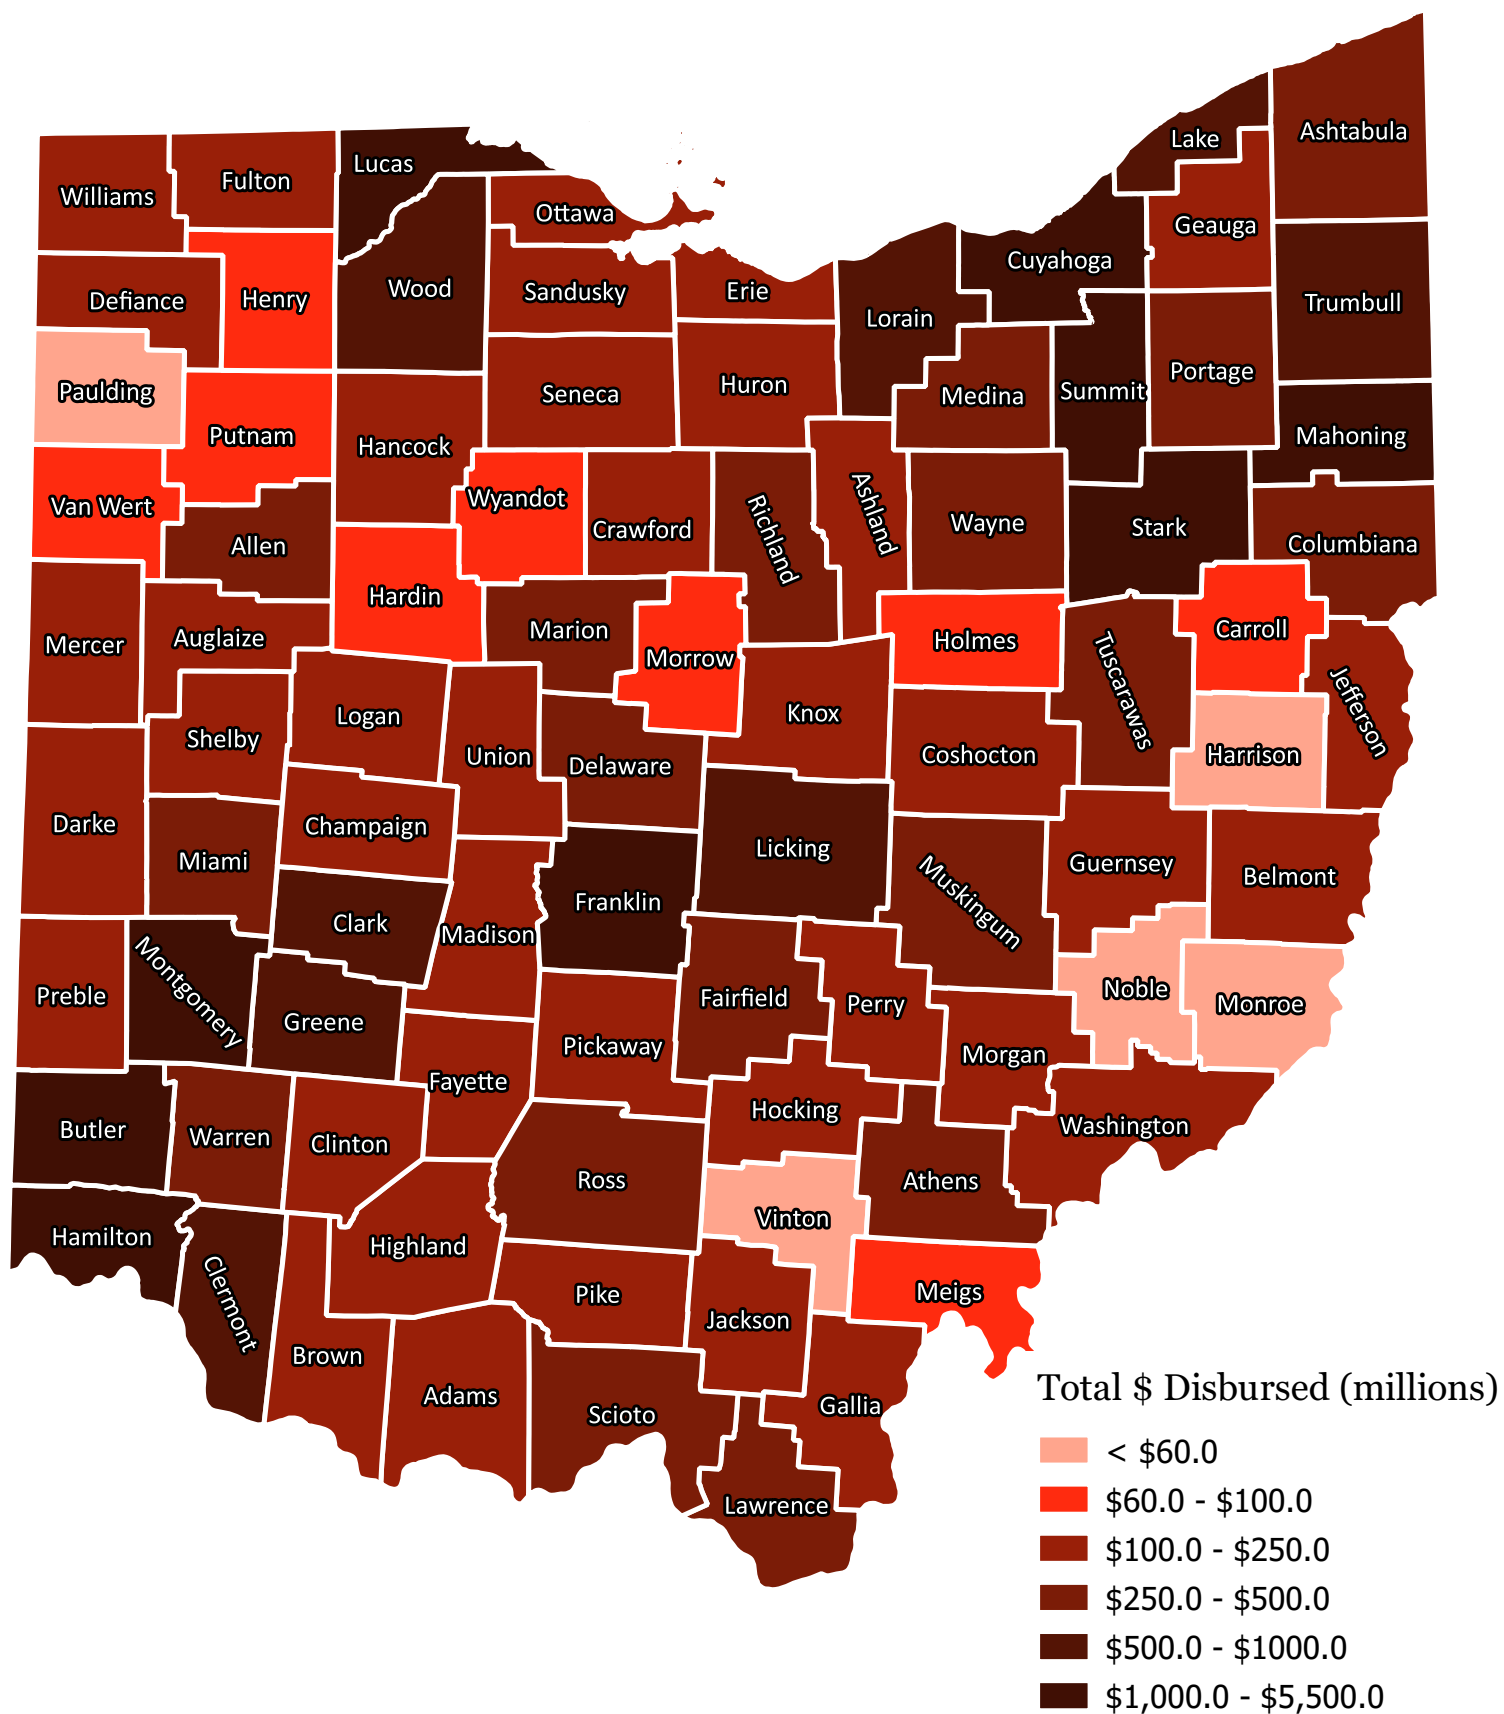 Ashtabula
Lake
Lucas
Fulton
Williams
Ottawa
Geauga
Cuyahoga
Wood
Sandusky
Erie
Henry
Defiance
Trumbull
Lorain
Portage
Huron
Summit
Paulding
Seneca
Medina
Putnam
Mahoning
Hancock
Wyandot
Van Wert
Ashland
Wayne
Stark
Crawford
Richland
Allen
Columbiana
Hardin
Carroll
Marion
Auglaize
Holmes
Mercer
Morrow
Tuscarawas
Jefferson
Knox
Logan
Shelby
Coshocton
Harrison
Union
Delaware
Darke
Champaign
Licking
Miami
Guernsey
Belmont
Franklin
Muskingum
Clark
Madison
Montgomery
Noble
Preble
Fairfield
Perry
Monroe
Greene
Pickaway
Morgan
Fayette
Hocking
Washington
Butler
Warren
Clinton
Ross
Athens
Vinton
Hamilton
Highland
Meigs
Pike
Clermont
Jackson
Brown
Adams
Gallia
Scioto
Lawrence
Total $ Disbursed (millions)
< $60.0
$60.0 - $100.0
$100.0 - $250.0
$250.0 - $500.0
$500.0 - $1000.0
$1,000.0 - $5,500.0